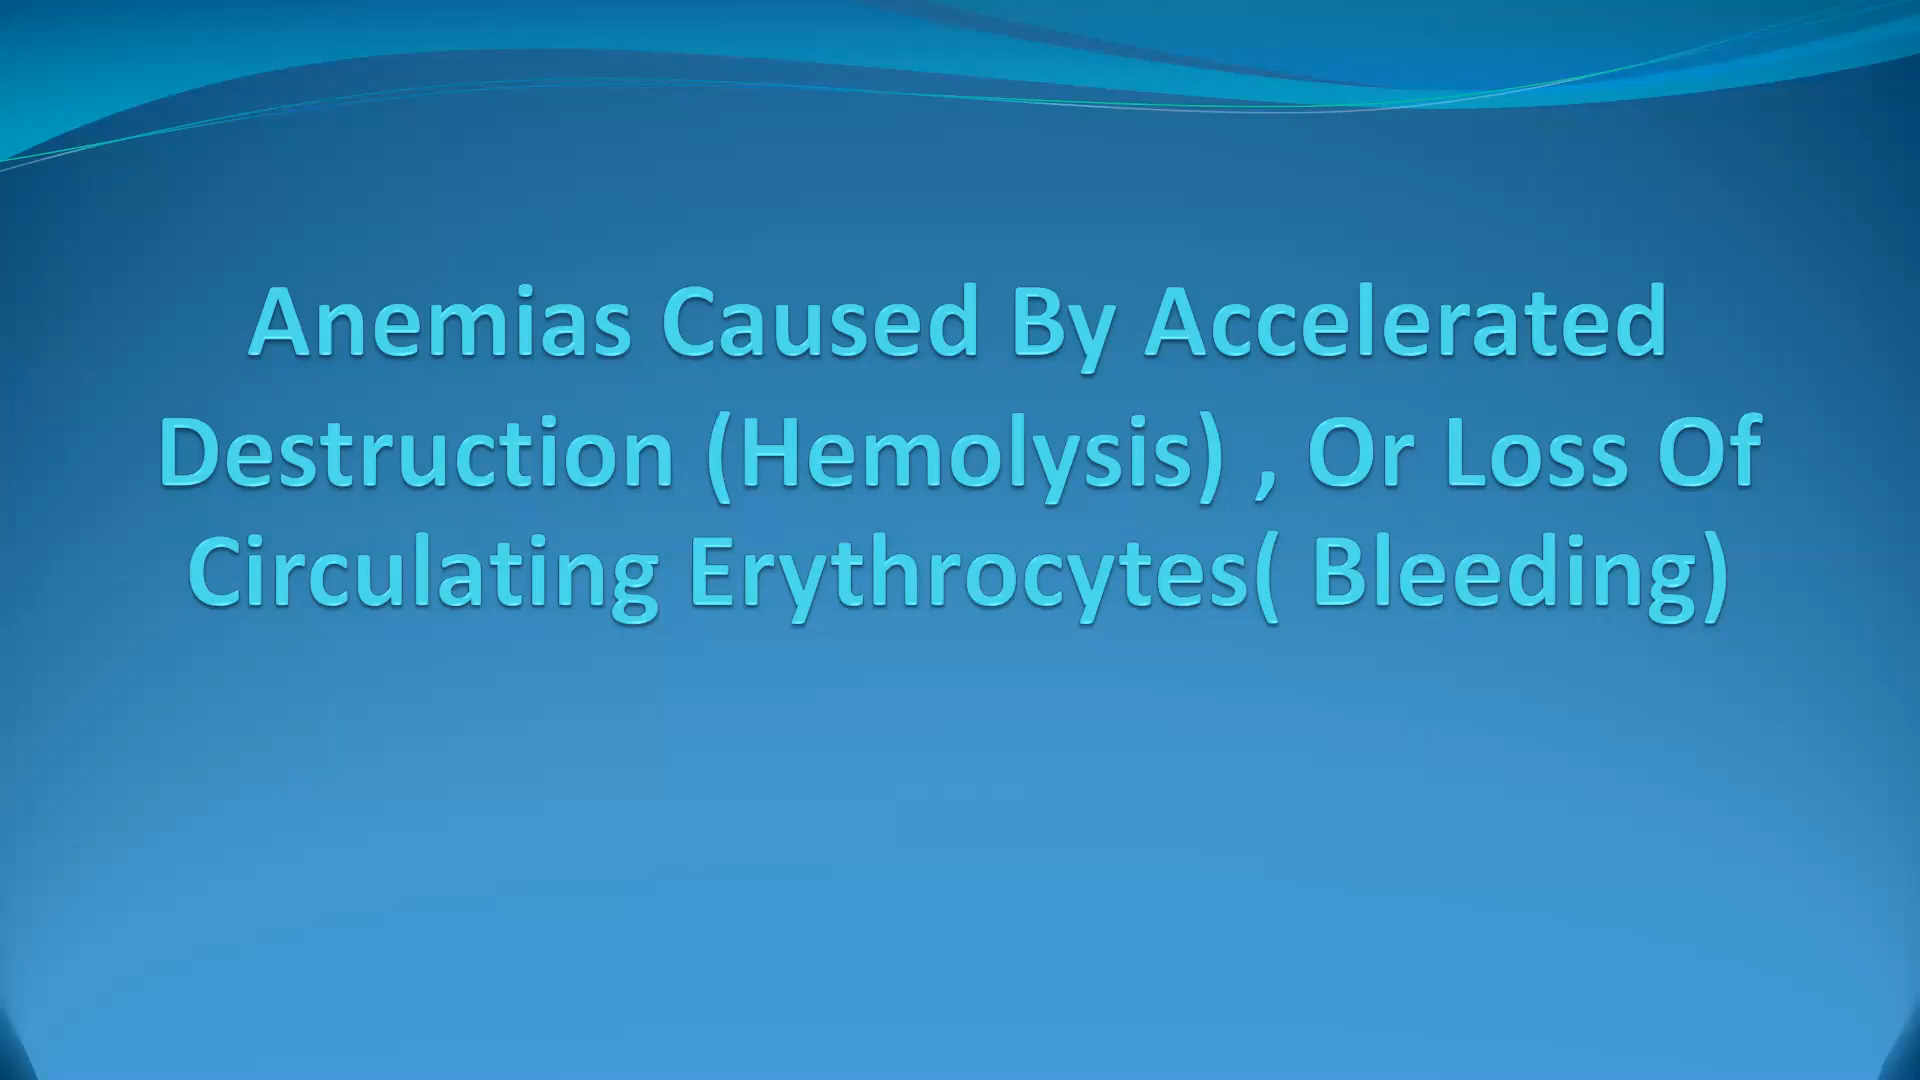 Anemias Caused By Accelerated
Destruction (Hemolysis) , Or Loss Of
Circulating Erythrocytes( Bleeding)